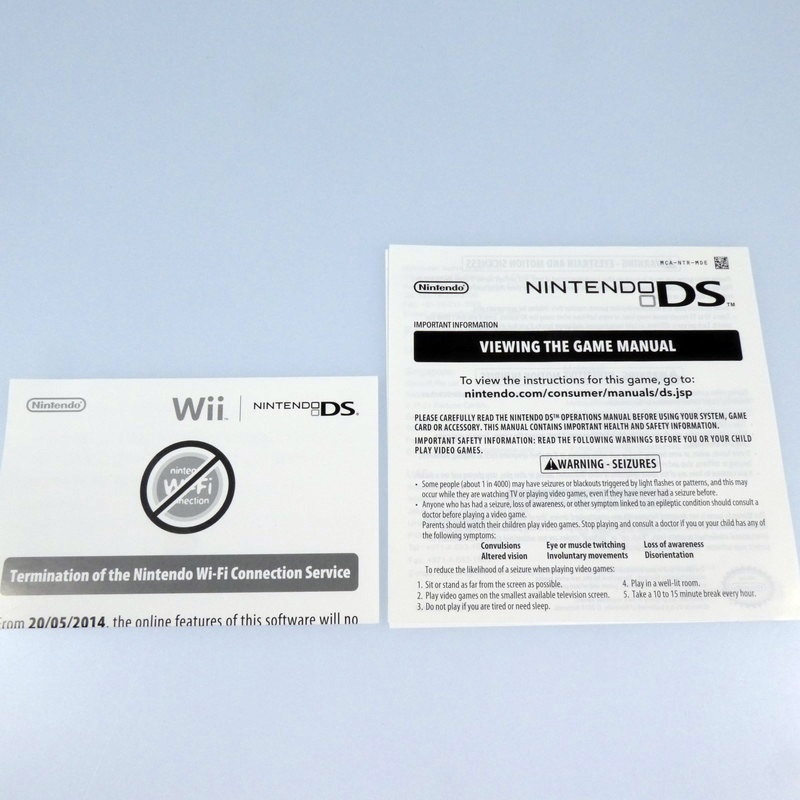 Nintendo
Wii™ NINTENDO DS®
nintendo
Wi-Fi
connection
Termination of the Nintendo Wi-Fi Connection Service
From 20/05/2014, the online features of this software will no
MCA-NTR-MDE
Nintendo
NINTENDO DS™
IMPORTANT INFORMATION
VIEWING THE GAME MANUAL
To view the instructions for this game, go to:
nintendo.com/consumer/manuals/ds.jsp
PLEASE CAREFULLY READ THE NINTENDO DS™ OPERATIONS MANUAL BEFORE USING YOUR SYSTEM, GAME
CARD OR ACCESSORY. THIS MANUAL CONTAINS IMPORTANT HEALTH AND SAFETY INFORMATION.
IMPORTANT SAFETY INFORMATION: READ THE FOLLOWING WARNINGS BEFORE YOU OR YOUR CHILD
PLAY VIDEO GAMES.
WARNING - SEIZURES
• Some people (about 1 in 4000) may have seizures or blackouts triggered by light flashes or patterns, and this may
occur while they are watching TV or playing video games, even if they have never had a seizure before.
• Anyone who has had a seizure, loss of awareness, or other symptom linked to an epileptic condition should consult a
doctor before playing a video game.
Parents should watch their children play video games. Stop playing and consult a doctor if you or your child has any of
the following symptoms:
Convulsions Eye or muscle twitching Loss of awareness
Altered vision Involuntary movements Disorientation
To reduce the likelihood of a seizure when playing video games:
1. Sit or stand as far from the screen as possible. 4. Play in a well-lit room.
2. Play video games on the smallest available television screen. 5. Take a 10 to 15 minute break every hour.
3. Do not play if you are tired or need sleep.